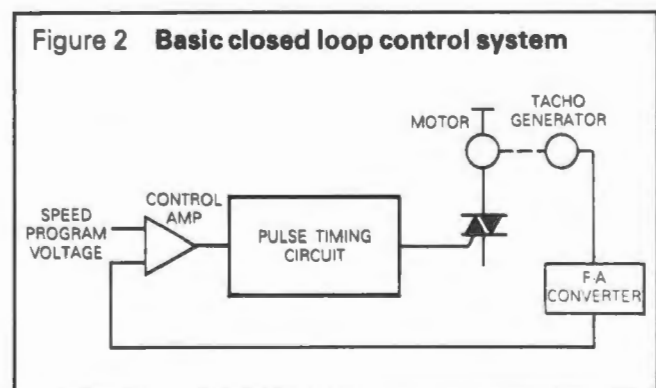 Figure 2 Basic closed loop control system
TACHO
GENERATOR
MOTOR
CONTROL
AMP
SPEED
PROGRAM
VOLTAGE
PULSE TIMING
CIRCUIT
F-A
CONVERTER